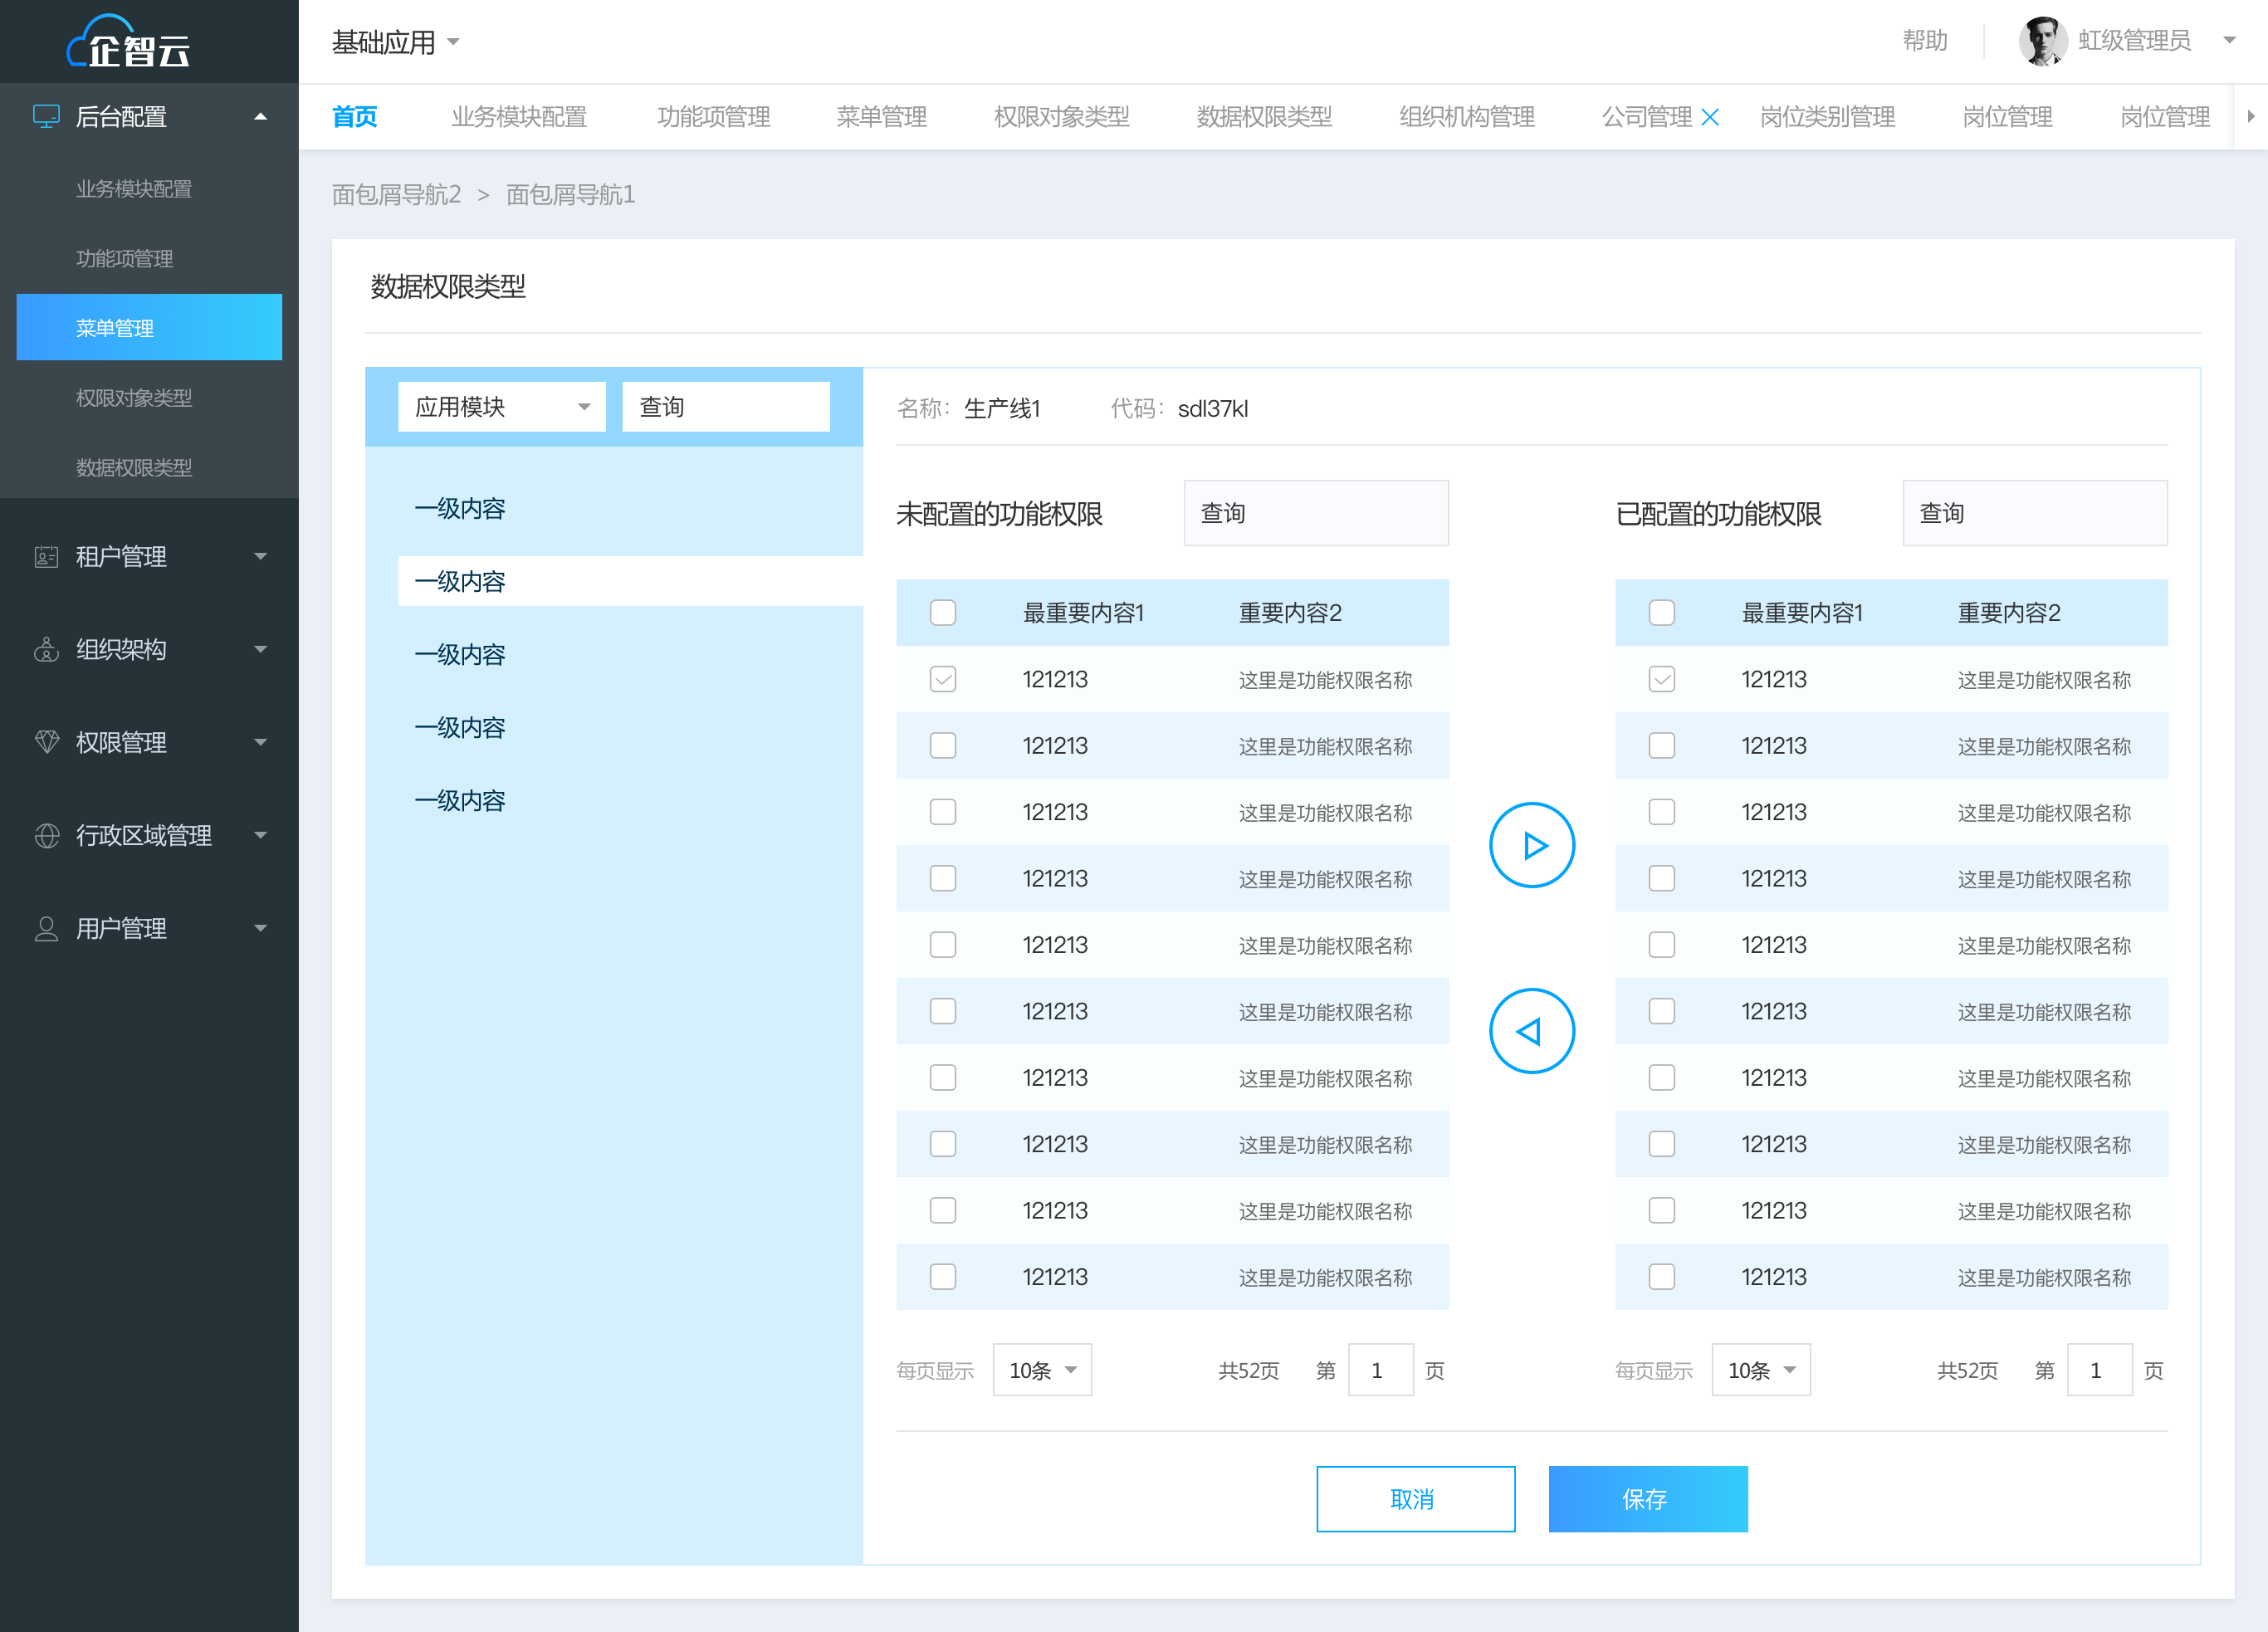 企智云
基础应用
帮助
虹级管理员
后台配置
业务模块配置
功能项管理
菜单管理
权限对象类型
数据权限类型
租户管理
组织架构
权限管理
行政区域管理
用户管理
首页 业务模块配置 功能项管理 菜单管理 权限对象类型 数据权限类型 组织机构管理 公司管理 岗位类别管理 岗位管理 岗位管理
面包屑导航2 > 面包屑导航1
数据权限类型
应用模块 查询
一级内容
一级内容
一级内容
一级内容
一级内容
名称： 生产线1 代码： sdl37kl
未配置的功能权限 查询
最重要内容1 重要内容2
121213 这里是功能权限名称
121213 这里是功能权限名称
121213 这里是功能权限名称
121213 这里是功能权限名称
121213 这里是功能权限名称
121213 这里是功能权限名称
121213 这里是功能权限名称
121213 这里是功能权限名称
121213 这里是功能权限名称
121213 这里是功能权限名称
每页显示 10条 共52页 第 1 页
已配置的功能权限 查询
最重要内容1 重要内容2
121213 这里是功能权限名称
121213 这里是功能权限名称
121213 这里是功能权限名称
121213 这里是功能权限名称
121213 这里是功能权限名称
121213 这里是功能权限名称
121213 这里是功能权限名称
121213 这里是功能权限名称
121213 这里是功能权限名称
121213 这里是功能权限名称
每页显示 10条 共52页 第 1 页
取消 保存